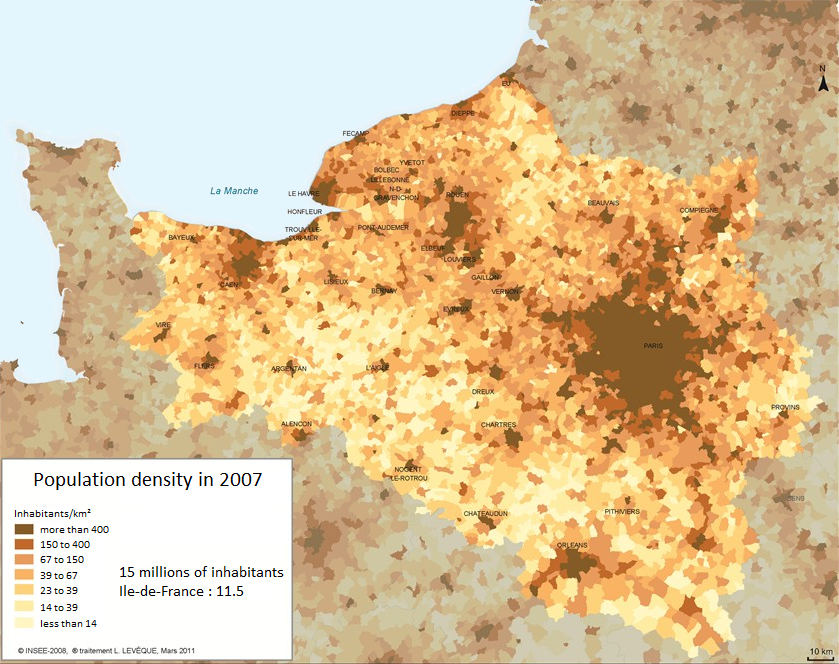 N
EU
DIEPPE
FECAMP
YVETOT
BOLBEC
LILLEBONNE
N-D-
GRAVENCHON
La Manche
LE HAVRE
ROUEN
BEAUVAIS
COMPIEGNE
HONFLEUR
TROUVILLE-
SUR-MER
PONT-AUDEMER
BAYEUX
ELBEUF
LOUVIERS
CAEN
LISIEUX
BERNAY
GAILLON
VERNON
EVREUX
VIRE
PARIS
FLERS
ARGENTAN
L'AIGLE
DREUX
PROVINS
ALENCON
CHARTRES
NOGENT
LE-ROTROU
SENS
CHATEAUDUN
PITHIVIERS
ORLEANS
Population density in 2007
Inhabitants/km²
more than 400
150 to 400
67 to 150
39 to 67
23 to 39
14 to 39
less than 14
15 millions of inhabitants
Ile-de-France : 11.5
© INSEE-2008, ® traitement L. LEVÊQUE, Mars 2011
10 km